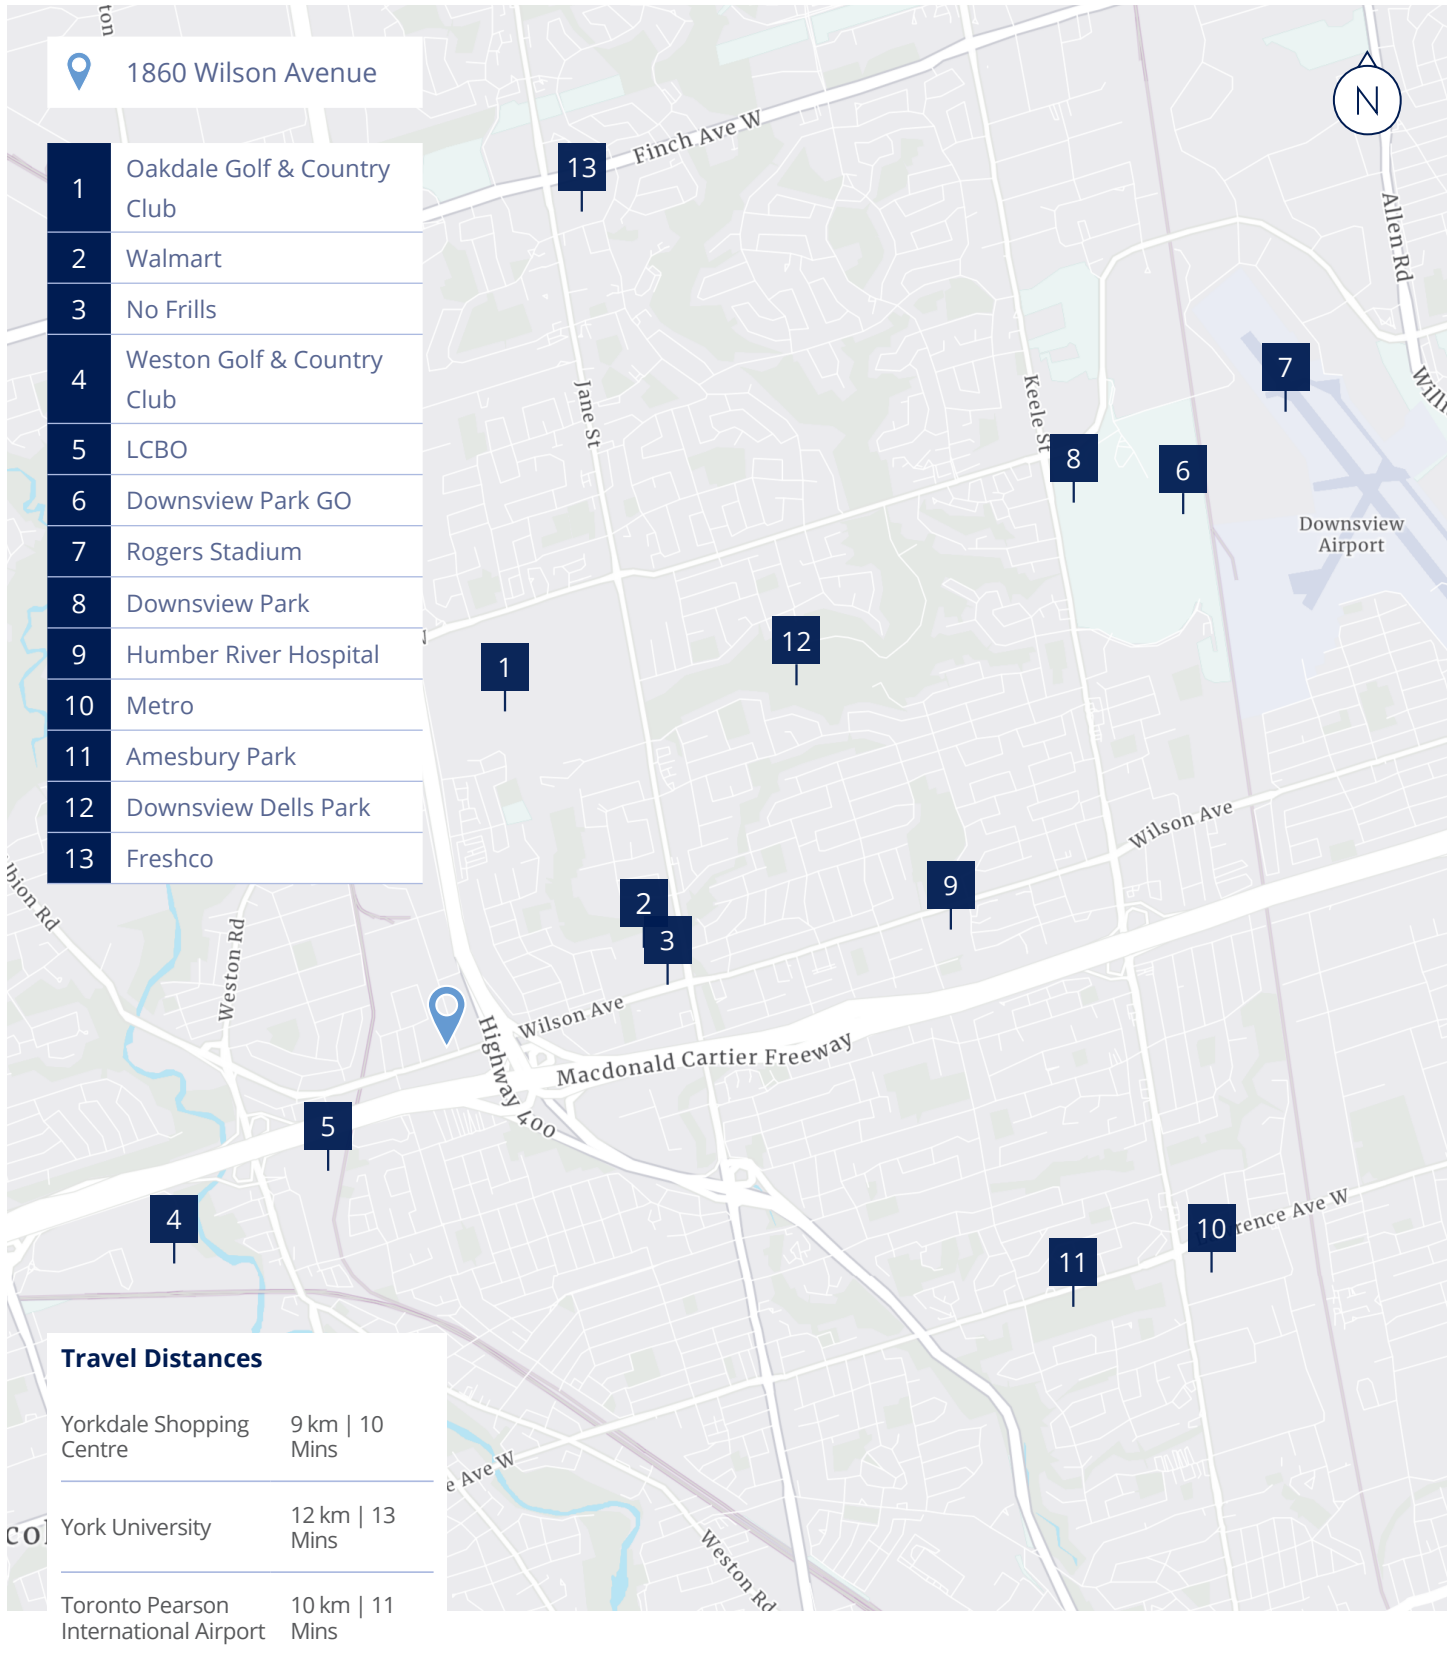 1860 Wilson Avenue
1
Oakdale Golf & Country
Club
2
Walmart
3
No Frills
4
Weston Golf & Country
Club
5
LCBO
6
Downsview Park GO
7
Rogers Stadium
8
Downsview Park
9
Humber River Hospital
10
Metro
11
Amesbury Park
12
Downsview Dells Park
13
Freshco
N
ton
13
Finch Ave W
Allen Rd
7
Jane St
Keele St
8
6
Downsview
Airport
12
1
Wilson Ave
9
2
3
Weston Rd
Wilson Ave
Highway 400
Macdonald Cartier Freeway
5
4
10
rence Ave W
11
e Ave W
Weston Rd
Travel Distances
Yorkdale Shopping
Centre
9 km | 10
Mins
York University
12 km | 13
Mins
Toronto Pearson
International Airport
10 km | 11
Mins